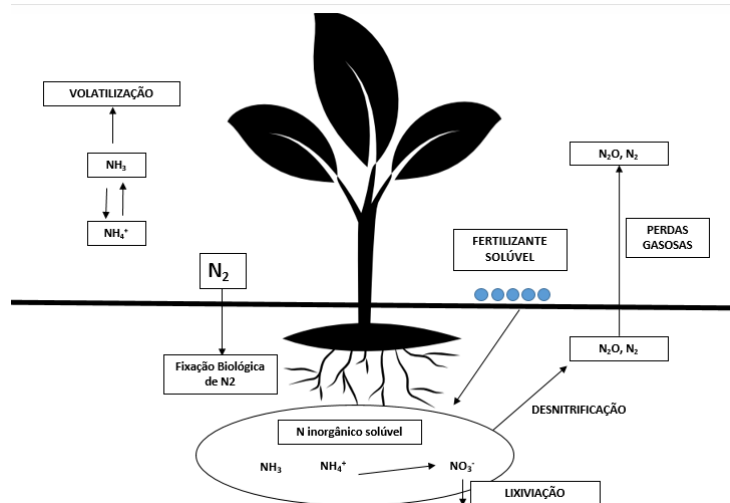 VOLATILIZAÇÃO
NH₃
NH₄⁺
N₂
Fixação Biológica
de N2
FERTILIZANTE
SOLÚVEL
N₂O, N₂
PERDAS
GASOSAS
N₂O, N₂
DESNITRIFICAÇÃO
N inorgânico solúvel
NH₃ NH₄⁺ NO₃⁻
LIXIVIAÇÃO